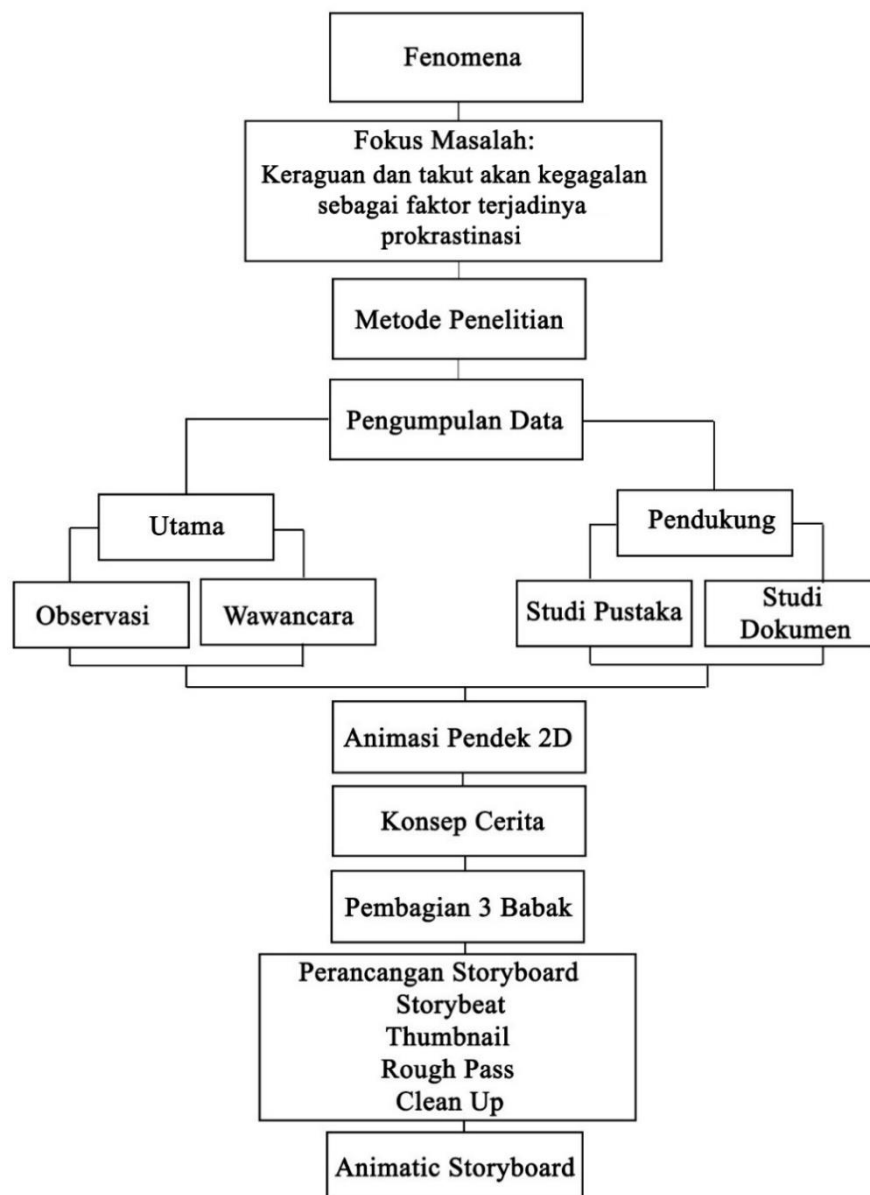 Fenomena
Fokus Masalah:
Keraguan dan takut akan kegagalan
sebagai faktor terjadinya
prokrastinasi
Metode Penelitian
Pengumpulan Data
Utama
Pendukung
Observasi
Wawancara
Studi Pustaka
Studi
Dokumen
Animasi Pendek 2D
Konsep Cerita
Pembagian 3 Babak
Perancangan Storyboard
Storybeat
Thumbnail
Rough Pass
Clean Up
Animatic Storyboard